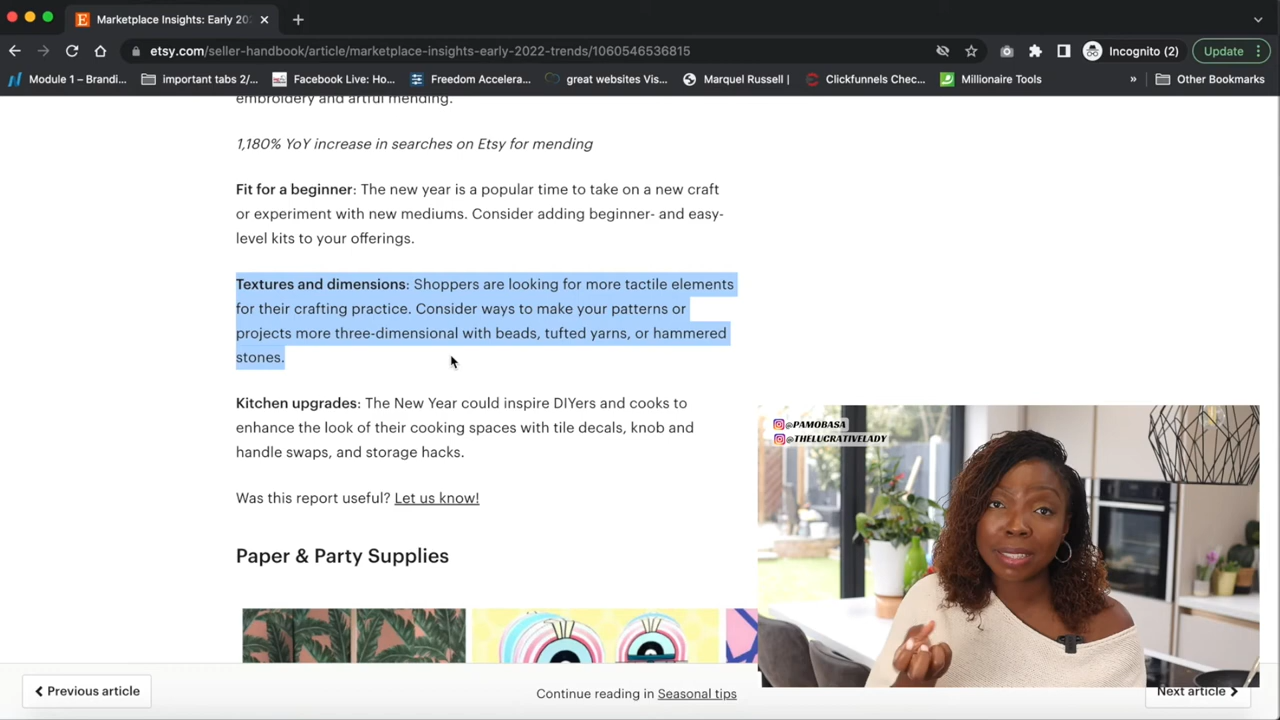 Marketplace Insights: Early 20
etsy.com/seller-handbook/article/marketplace-insights-early-2022-trends/1060546536815
Incognito (2)
Update
Module 1 – Brandi...
important tabs 2/...
Facebook Live: Ho...
Freedom Accelera...
great websites Vis...
Marquel Russell |
Clickfunnels Chec...
Millionaire Tools
»
Other Bookmarks
embroidery and artful mending.
1,180% YoY increase in searches on Etsy for mending
Fit for a beginner: The new year is a popular time to take on a new craft
or experiment with new mediums. Consider adding beginner- and easy-
level kits to your offerings.
Textures and dimensions: Shoppers are looking for more tactile elements
for their crafting practice. Consider ways to make your patterns or
projects more three-dimensional with beads, tufted yarns, or hammered
stones.
Kitchen upgrades: The New Year could inspire DIYers and cooks to
enhance the look of their cooking spaces with tile decals, knob and
handle swaps, and storage hacks.
Was this report useful? Let us know!
Paper & Party Supplies
@PAMOBASA
@THELUCRATIVELADY
Previous article
Continue reading in Seasonal tips
Next article